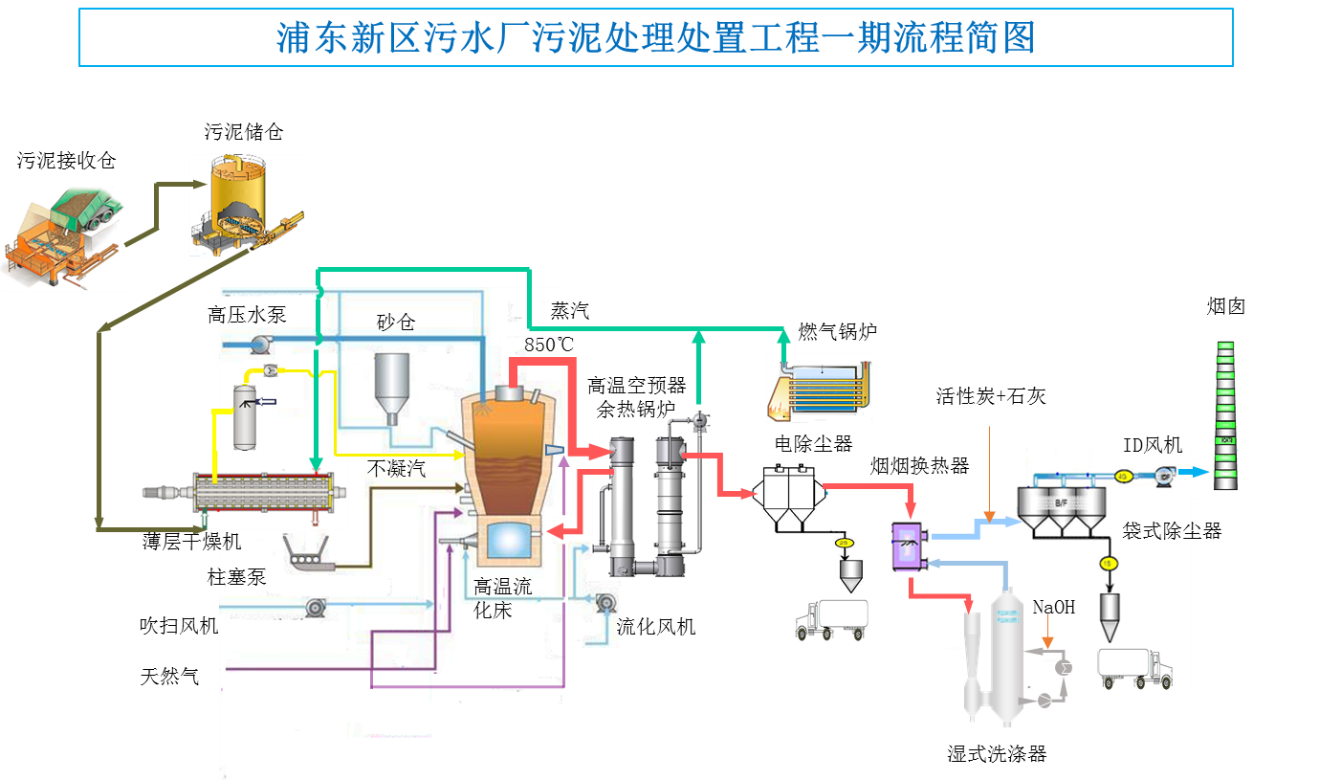 浦东新区污水厂污泥处理处置工程一期流程简图
污泥储仓
污泥接收仓
高压水泵
砂仓
蒸汽
850℃
燃气锅炉
烟囱
高温空预器
余热锅炉
活性炭+石灰
电除尘器
ID风机
烟烟换热器
不凝汽
B/F
袋式除尘器
薄层干燥机
柱塞泵
高温流
化床
NaOH
吹扫风机
流化风机
天然气
湿式洗涤器